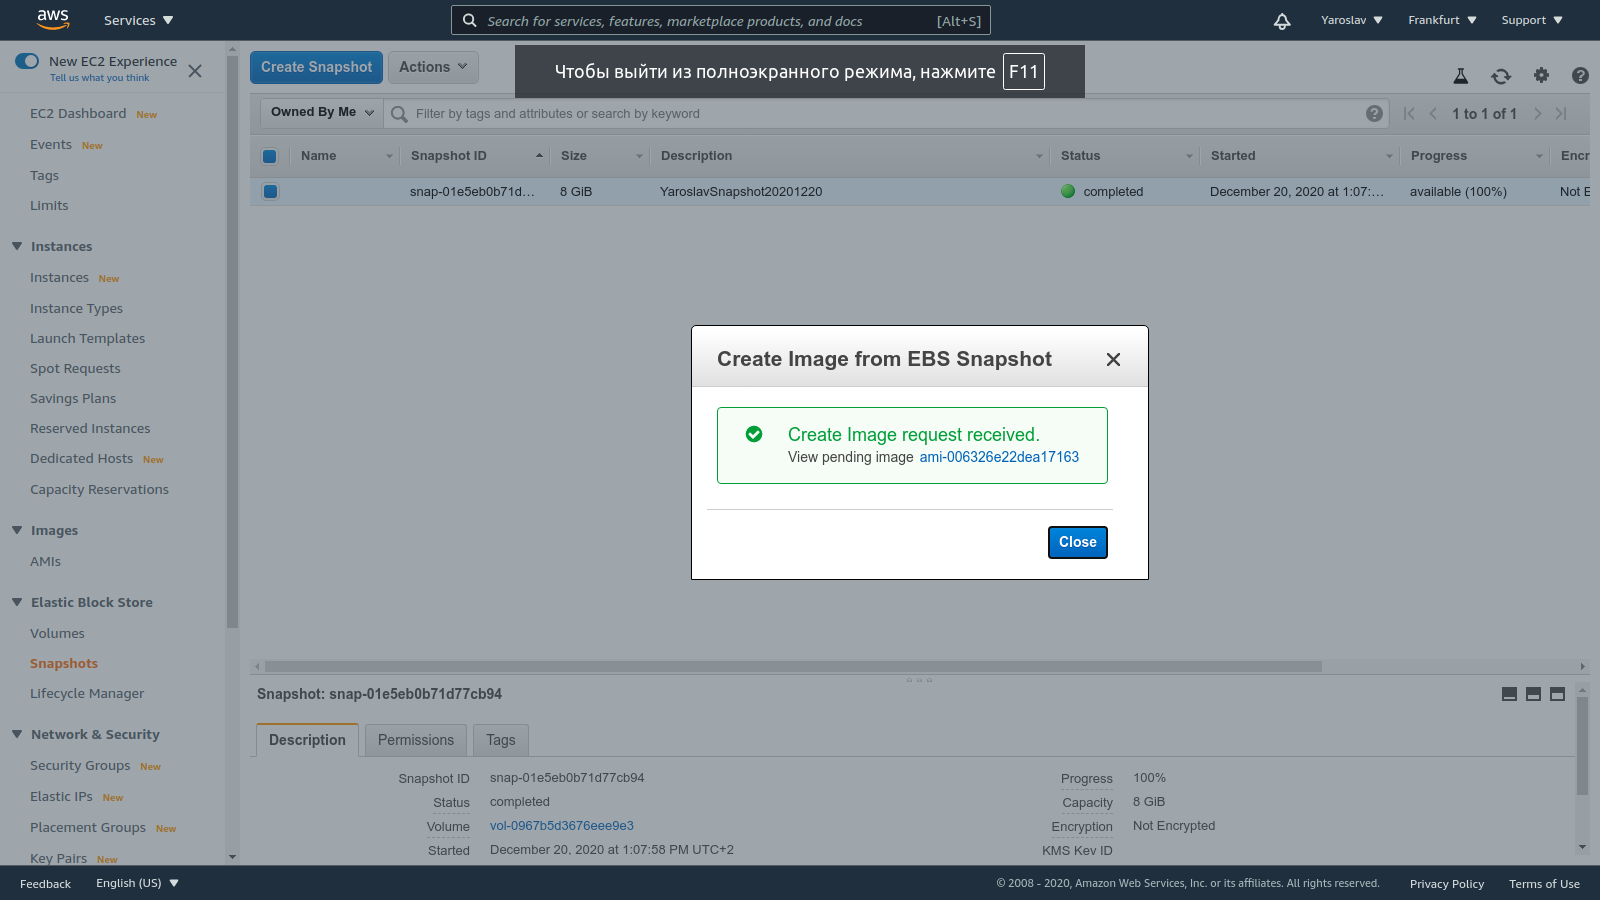 aws
Services
Search for services, features, marketplace products, and docs [Alt+S]
Yaroslav
Frankfurt
Support
New EC2 Experience
Tell us what you think
EC2 Dashboard New
Events New
Tags
Limits
Instances
Instances New
Instance Types
Launch Templates
Spot Requests
Savings Plans
Reserved Instances
Dedicated Hosts New
Capacity Reservations
Images
AMIs
Elastic Block Store
Volumes
Snapshots
Lifecycle Manager
Network & Security
Security Groups New
Elastic IPs New
Placement Groups New
Key Pairs New
Create Snapshot
Actions
Чтобы выйти из полноэкранного режима, нажмите F11
Owned By Me
Filter by tags and attributes or search by keyword
1 to 1 of 1
Name Snapshot ID Size Description Status Started Progress Encr
snap-01e5eb0b71d... 8 GiB YaroslavSnapshot20201220 completed December 20, 2020 at 1:07:... available (100%) Not E
Create Image from EBS Snapshot
Create Image request received.
View pending image ami-006326e22dea17163
Close
Snapshot: snap-01e5eb0b71d77cb94
Description Permissions Tags
Snapshot ID snap-01e5eb0b71d77cb94 Progress 100%
Status completed Capacity 8 GiB
Volume vol-0967b5d3676eee9e3 Encryption Not Encrypted
Started December 20, 2020 at 1:07:58 PM UTC+2 KMS Key ID
Feedback
English (US)
© 2008 - 2020, Amazon Web Services, Inc. or its affiliates. All rights reserved.
Privacy Policy
Terms of Use